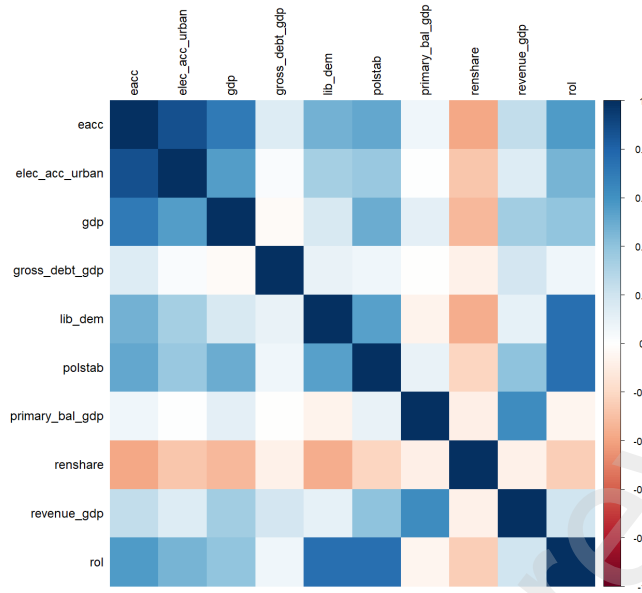 eacc
elec_acc_urban
gdp
gross_debt_gdp
lib_dem
polstab
primary_bal_gdp
renshare
revenue_gdp
rol
eacc
elec_acc_urban
gdp
gross_debt_gdp
lib_dem
polstab
primary_bal_gdp
renshare
revenue_gdp
rol